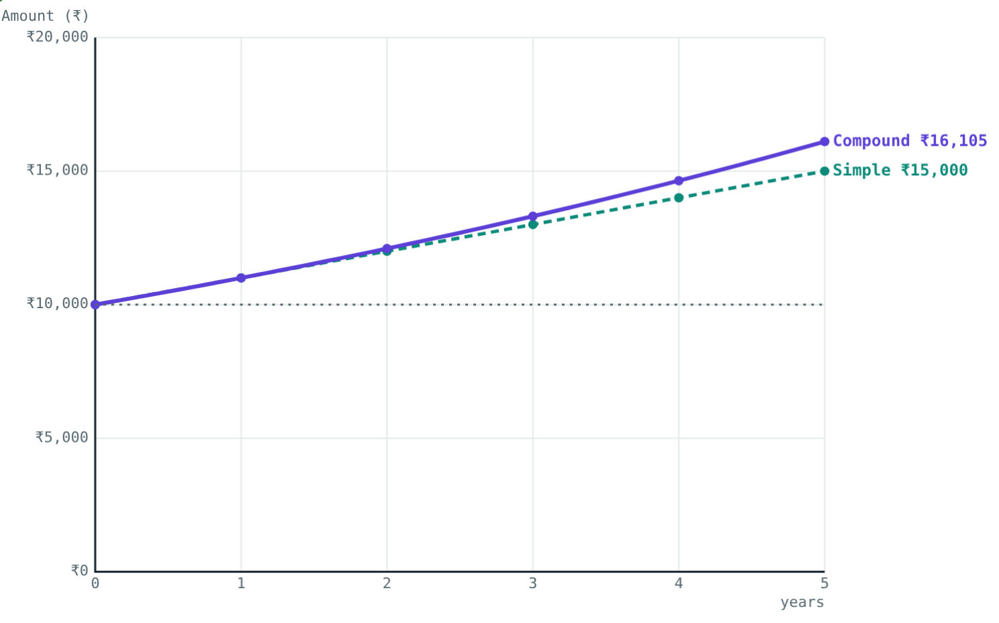 Amount (₹)
₹20,000
₹15,000
₹10,000
₹5,000
₹0
Compound ₹16,105
Simple ₹15,000
0 1 2 3 4 5
years